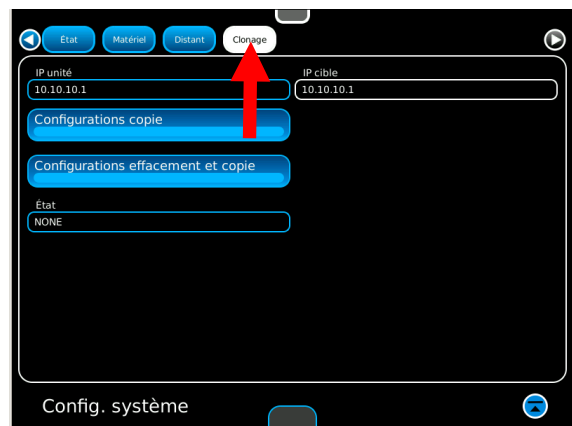 État
Matériel
Distant
Clonage
IP unité
IP cible
10.10.10.1
10.10.10.1
Configurations copie
Configurations effacement et copie
État
NONE
Config. système